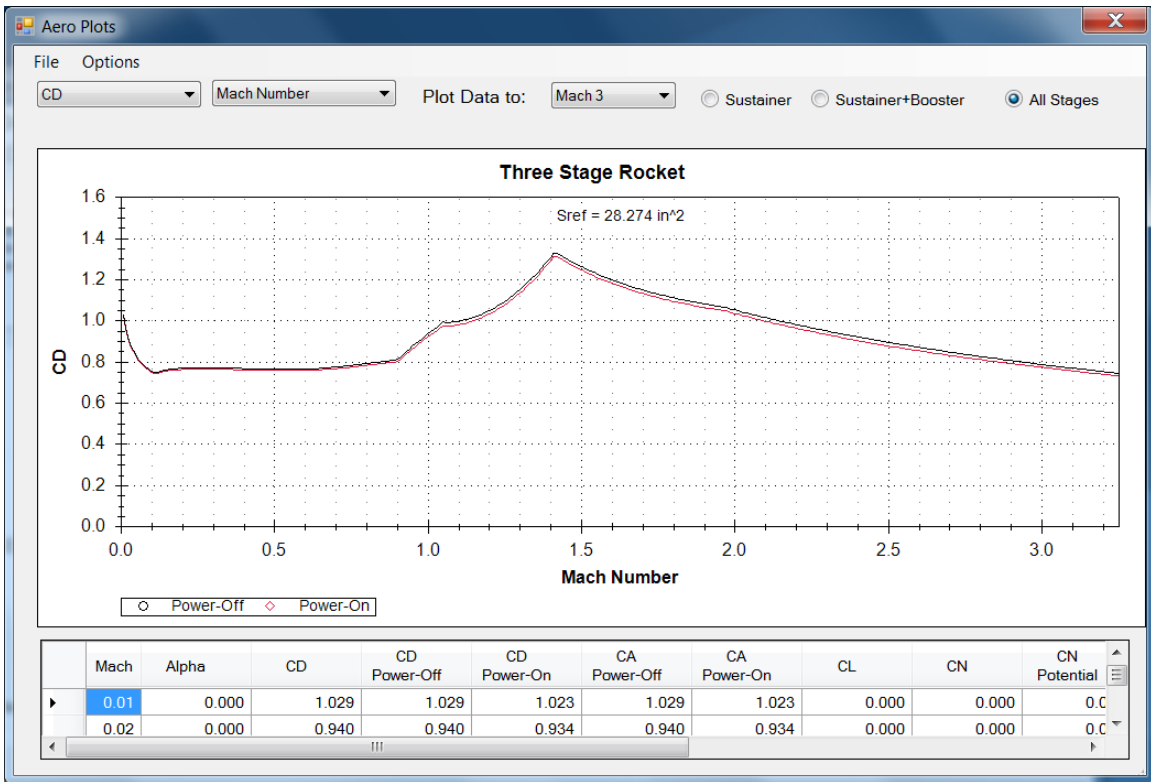 Aero Plots
File Options
CD Mach Number Plot Data to: Mach 3 Sustainer Sustainer+Booster All Stages
Three Stage Rocket
Sref = 28.274 in^2
1.6
1.4
1.2
1.0
0.8
0.6
0.4
0.2
0.0
CD
0.0 0.5 1.0 1.5 2.0 2.5 3.0
Mach Number
Power-Off Power-On
Mach Alpha CD CD Power-Off CD Power-On CA Power-Off CA Power-On CL CN CN Potential
0.01 0.000 1.029 1.029 1.023 1.029 1.023 0.000 0.000 0.0
0.02 0.000 0.940 0.940 0.934 0.940 0.934 0.000 0.000 0.0